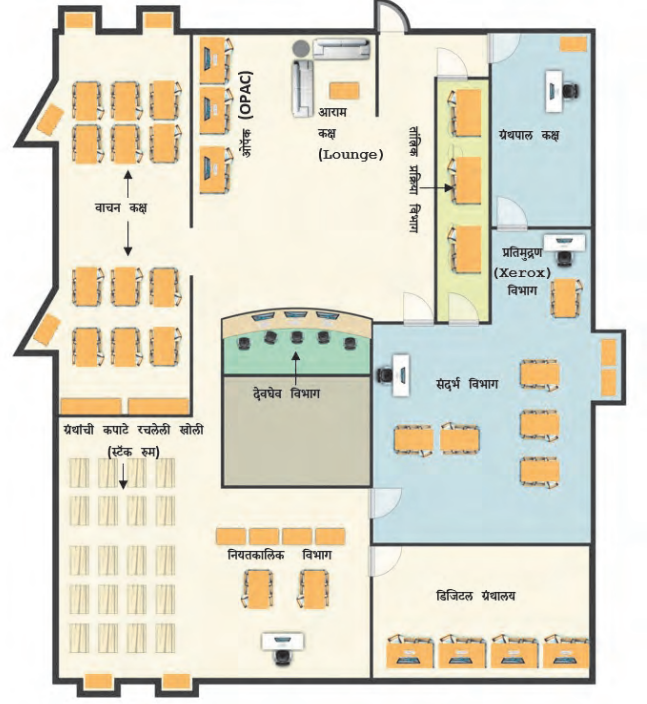 ओपॅक (OPAC)
आराम
कक्ष
(Lounge)
तांत्रिक प्रक्रिया विभाग
ग्रंथपाल कक्ष
वाचन कक्ष
प्रतिमुद्रण
(Xerox)
विभाग
देवघेव विभाग
संदर्भ विभाग
ग्रंथांची कपाटे रचलेली खोली
(स्टॅक रुम)
नियतकालिक विभाग
डिजिटल ग्रंथालय